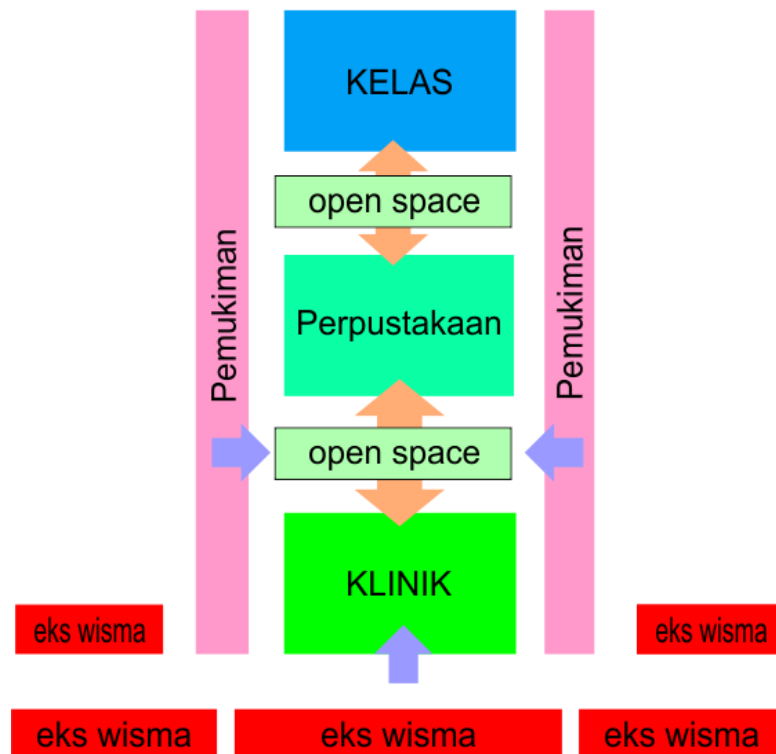 KELAS
open space
Pemukiman
Perpustakaan
Pemukiman
open space
KLINIK
eks wisma
eks wisma
eks wisma
eks wisma
eks wisma